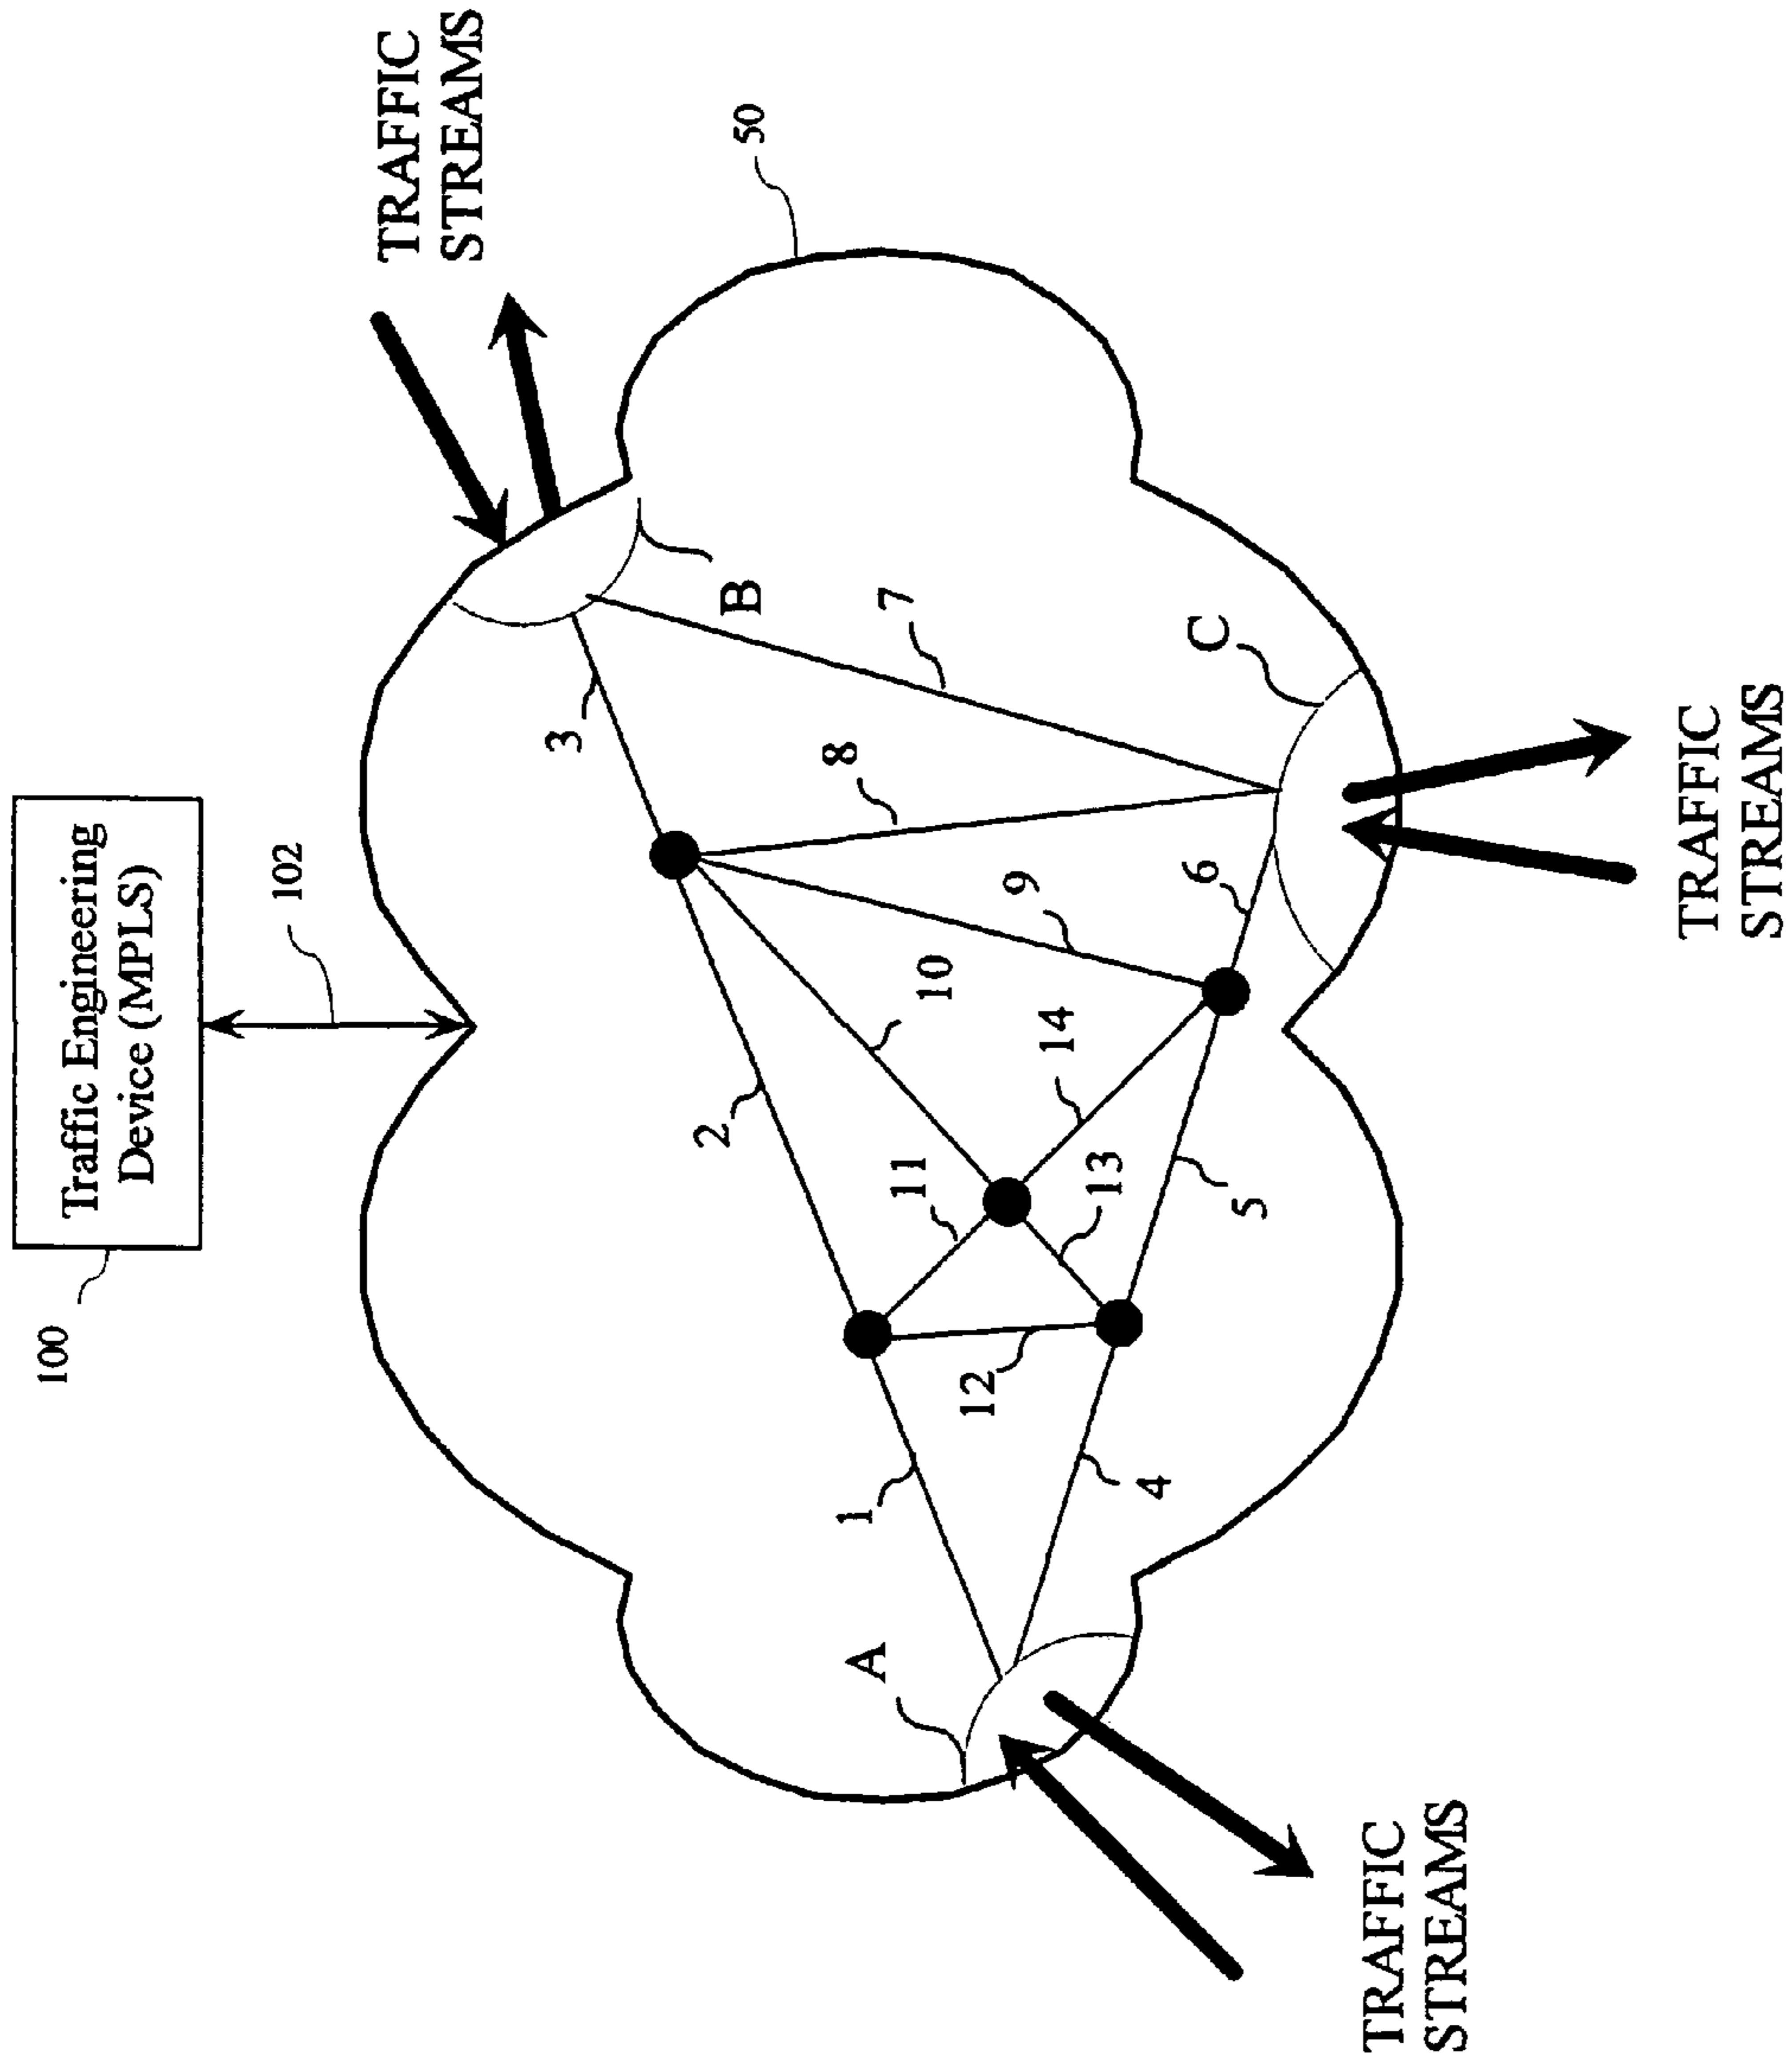 Traffic Engineering
Device (MPLS)
100
102
TRAFFIC
STREAMS
50
B
3
7
8
C
2
10
9
6
11
14
13
5
12
1
4
A
TRAFFIC
STREAMS
TRAFFIC
STREAMS